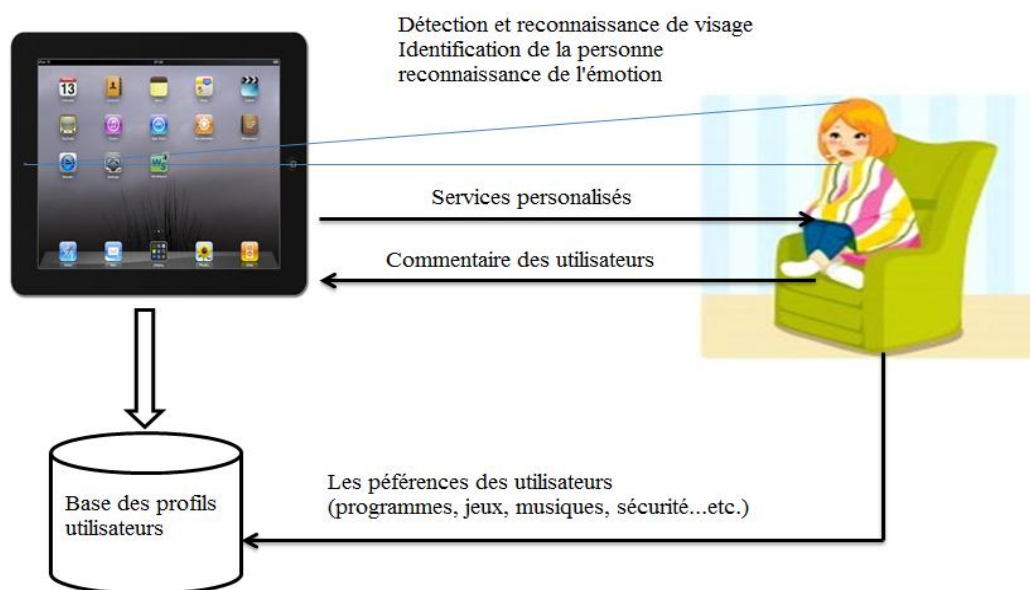 Détection et reconnaissance de visage
Identification de la personne
reconnaissance de l'émotion
13
Services personalisés
Commentaire des utilisateurs
Base des profils
utilisateurs
Les péférences des utilisateurs
(programmes, jeux, musiques, sécurité...etc.)